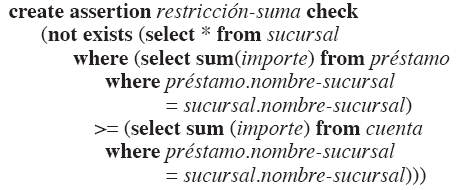 create assertion restricción-suma check
(not exists (select * from sucursal
where (select sum(importe) from préstamo
where préstamo.nombre-sucursal
= sucursal.nombre-sucursal)
>= (select sum (importe) from cuenta
where préstamo.nombre-sucursal
= sucursal.nombre-sucursal)))